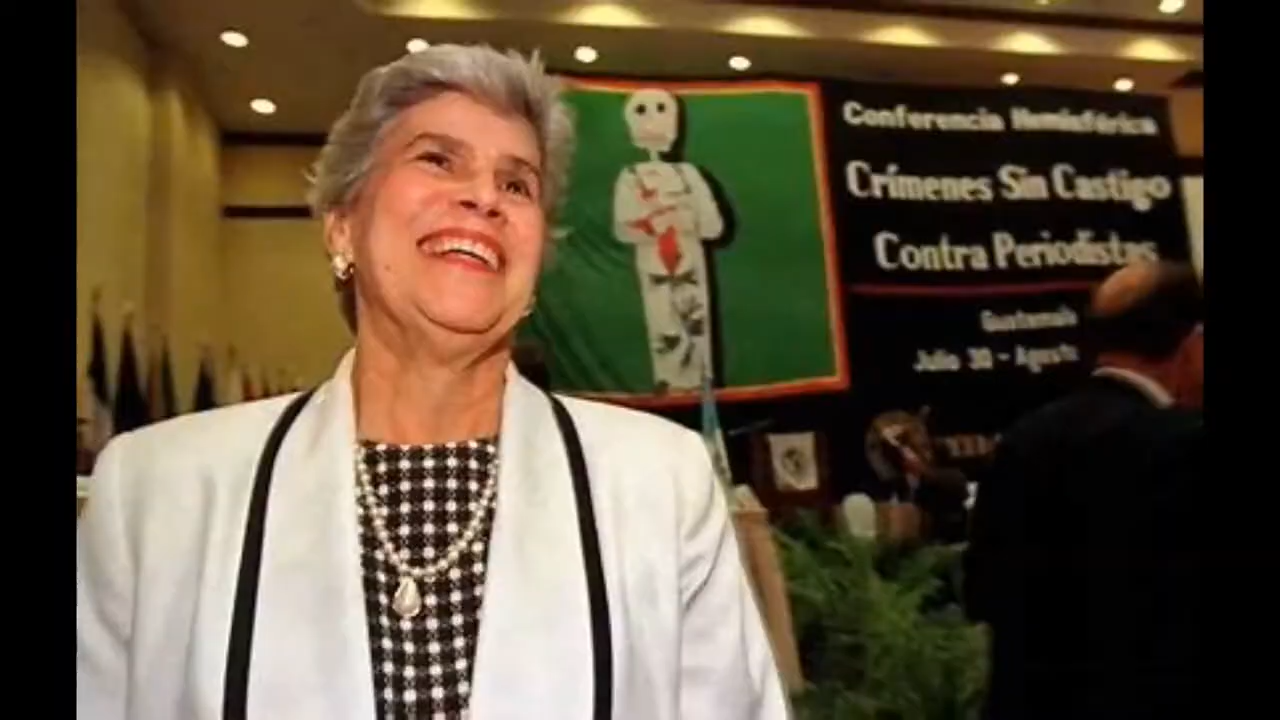 Conferencia Hemisférica
Crímenes Sin Castigo
Contra Periodistas
Guatemala
Julio 30 - Agosto